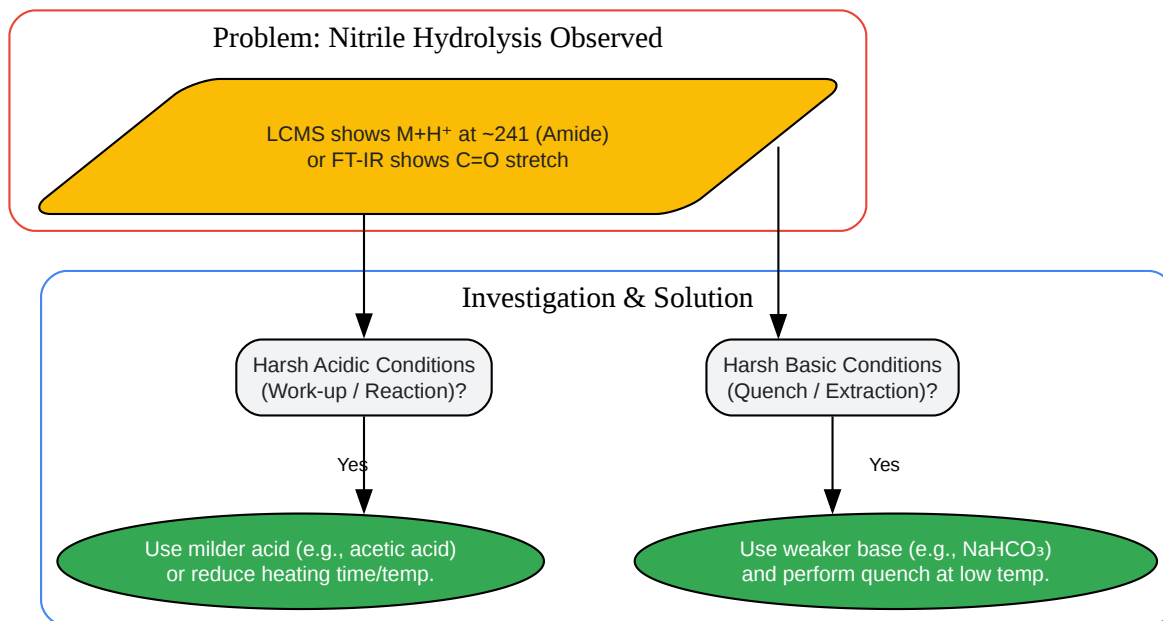 Problem: Nitrile Hydrolysis Observed
LCMS shows M+H⁺ at ~241 (Amide)
or FT-IR shows C=O stretch
Investigation & Solution
Harsh Acidic Conditions
(Work-up / Reaction)?
Harsh Basic Conditions
(Quench / Extraction)?
Yes
Yes
Use milder acid (e.g., acetic acid)
or reduce heating time/temp.
Use weaker base (e.g., NaHCO₃)
and perform quench at low temp.